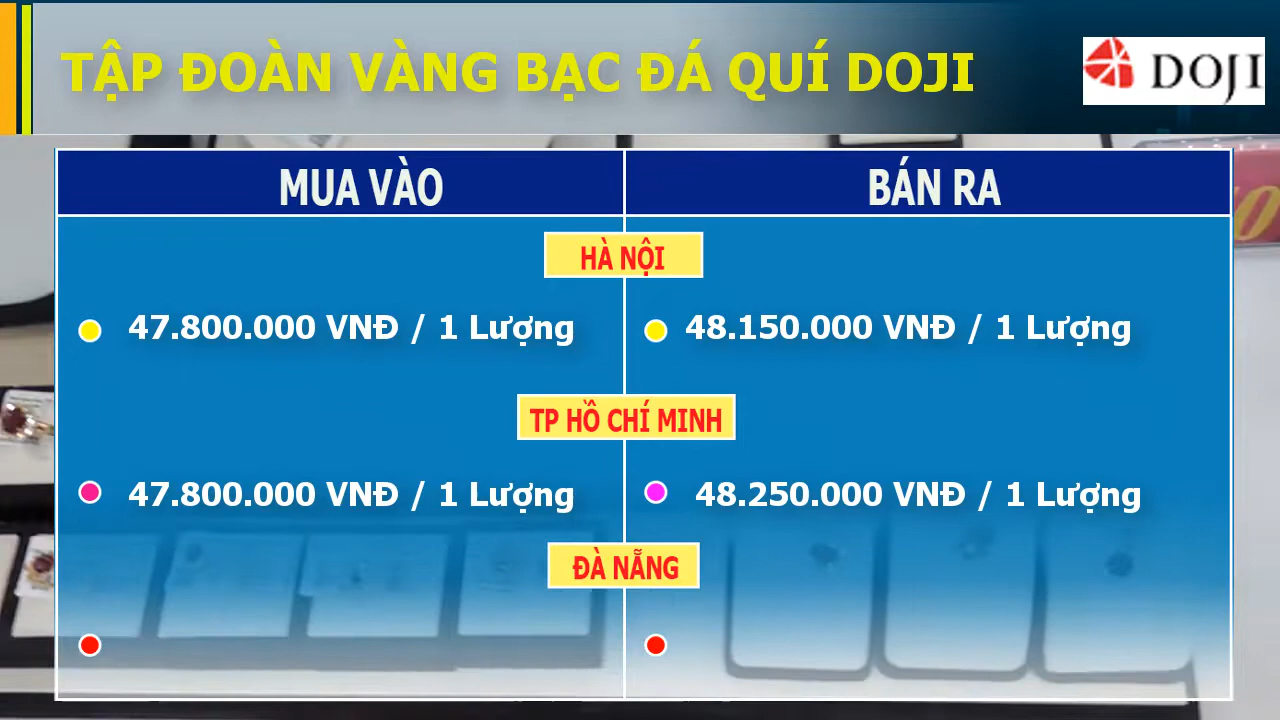 TẬP ĐOÀN VÀNG BẠC ĐÁ QUÍ DOJI
DOJI
MUA VÀO
BÁN RA
HÀ NỘI
47.800.000 VNĐ / 1 Lượng
48.150.000 VNĐ / 1 Lượng
TP HỒ CHÍ MINH
47.800.000 VNĐ / 1 Lượng
48.250.000 VNĐ / 1 Lượng
ĐÀ NẴNG